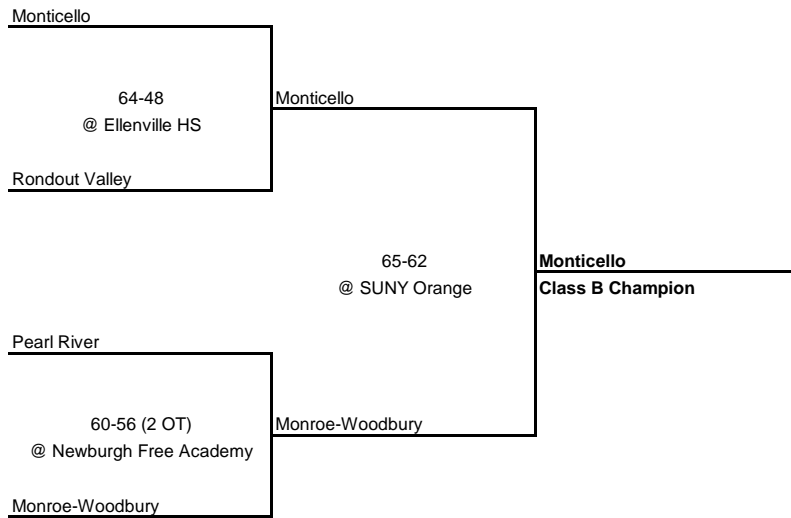 Monticello
64-48
@ Ellenville HS
Monticello
Rondout Valley
65-62
@ SUNY Orange
Monticello
Class B Champion
Pearl River
60-56 (2 OT)
@ Newburgh Free Academy
Monroe-Woodbury
Monroe-Woodbury